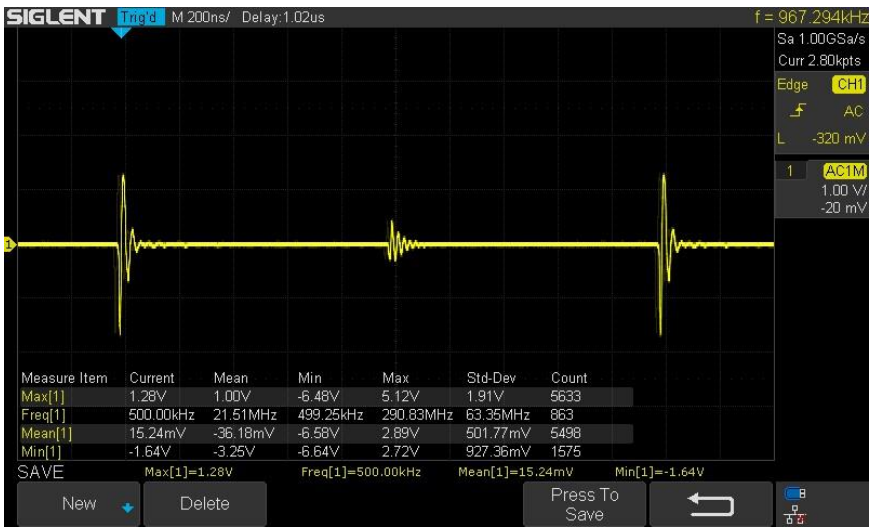 SIGLENT Trig'd M 200ns/ Delay:1.02us f = 967.294kHz
Sa 1.00GSa/s
Curr 2.80kpts
Edge CH1
AC
L -320 mV
1 AC1M
1.00 V/
-20 mV
1
Measure Item Current Mean Min Max Std-Dev Count
Max[1] 1.28V 1.00V -6.48V 5.12V 1.91V 5633
Freq[1] 500.00kHz 21.51MHz 499.25kHz 290.83MHz 63.35MHz 863
Mean[1] 15.24mV -36.18mV -6.58V 2.89V 501.77mV 5498
Min[1] -1.64V -3.25V -6.64V 2.72V 927.36mV 1575
SAVE Max[1]=1.28V Freq[1]=500.00kHz Mean[1]=15.24mV Min[1]=-1.64V
New Delete Press To
Save